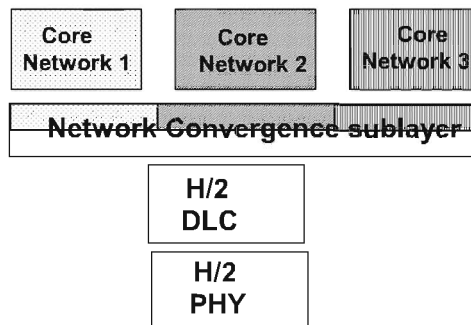 Core
Network 1
Core
Network 2
Core
Network 3
Network Convergence sublayer
H/2
DLC
H/2
PHY